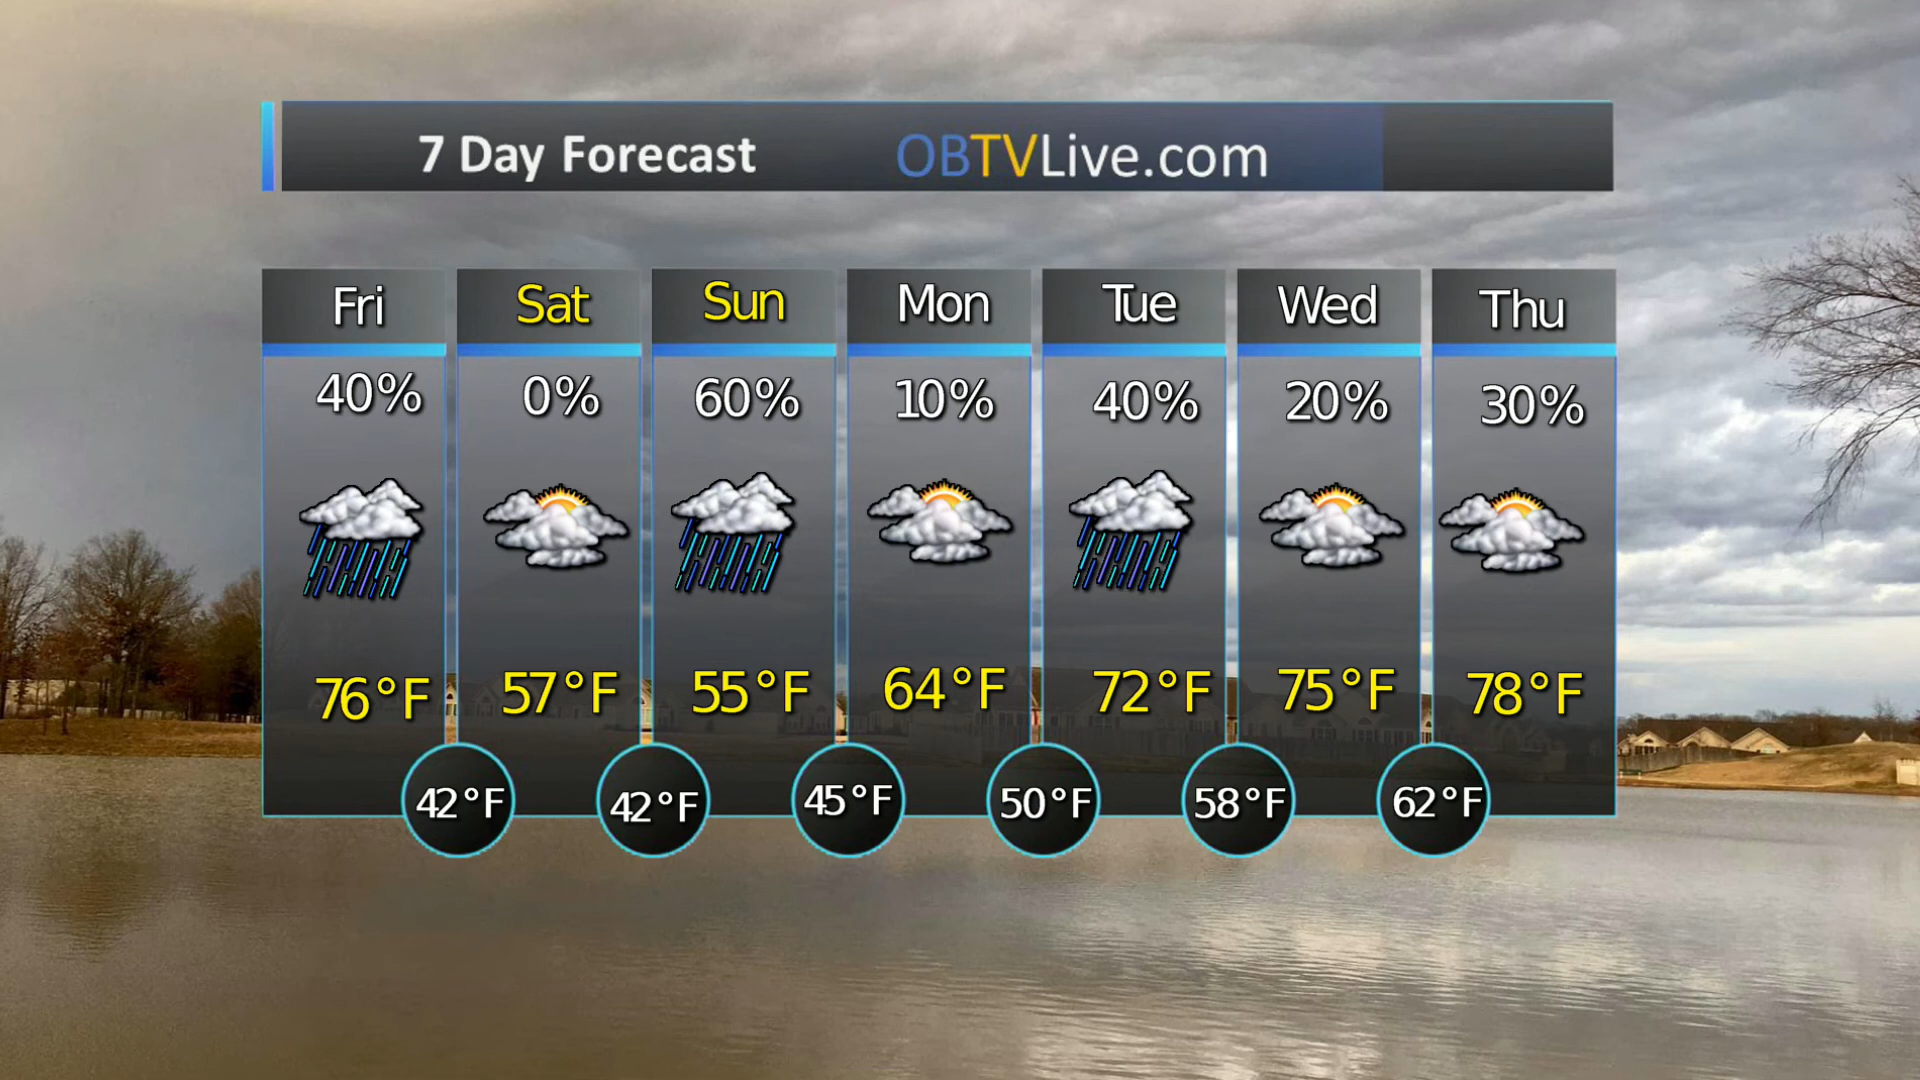 7 Day Forecast OBTVLive.com
Fri Sat Sun Mon Tue Wed Thu
40% 0% 60% 10% 40% 20% 30%
76°F 57°F 55°F 64°F 72°F 75°F 78°F
42°F 42°F 45°F 50°F 58°F 62°F